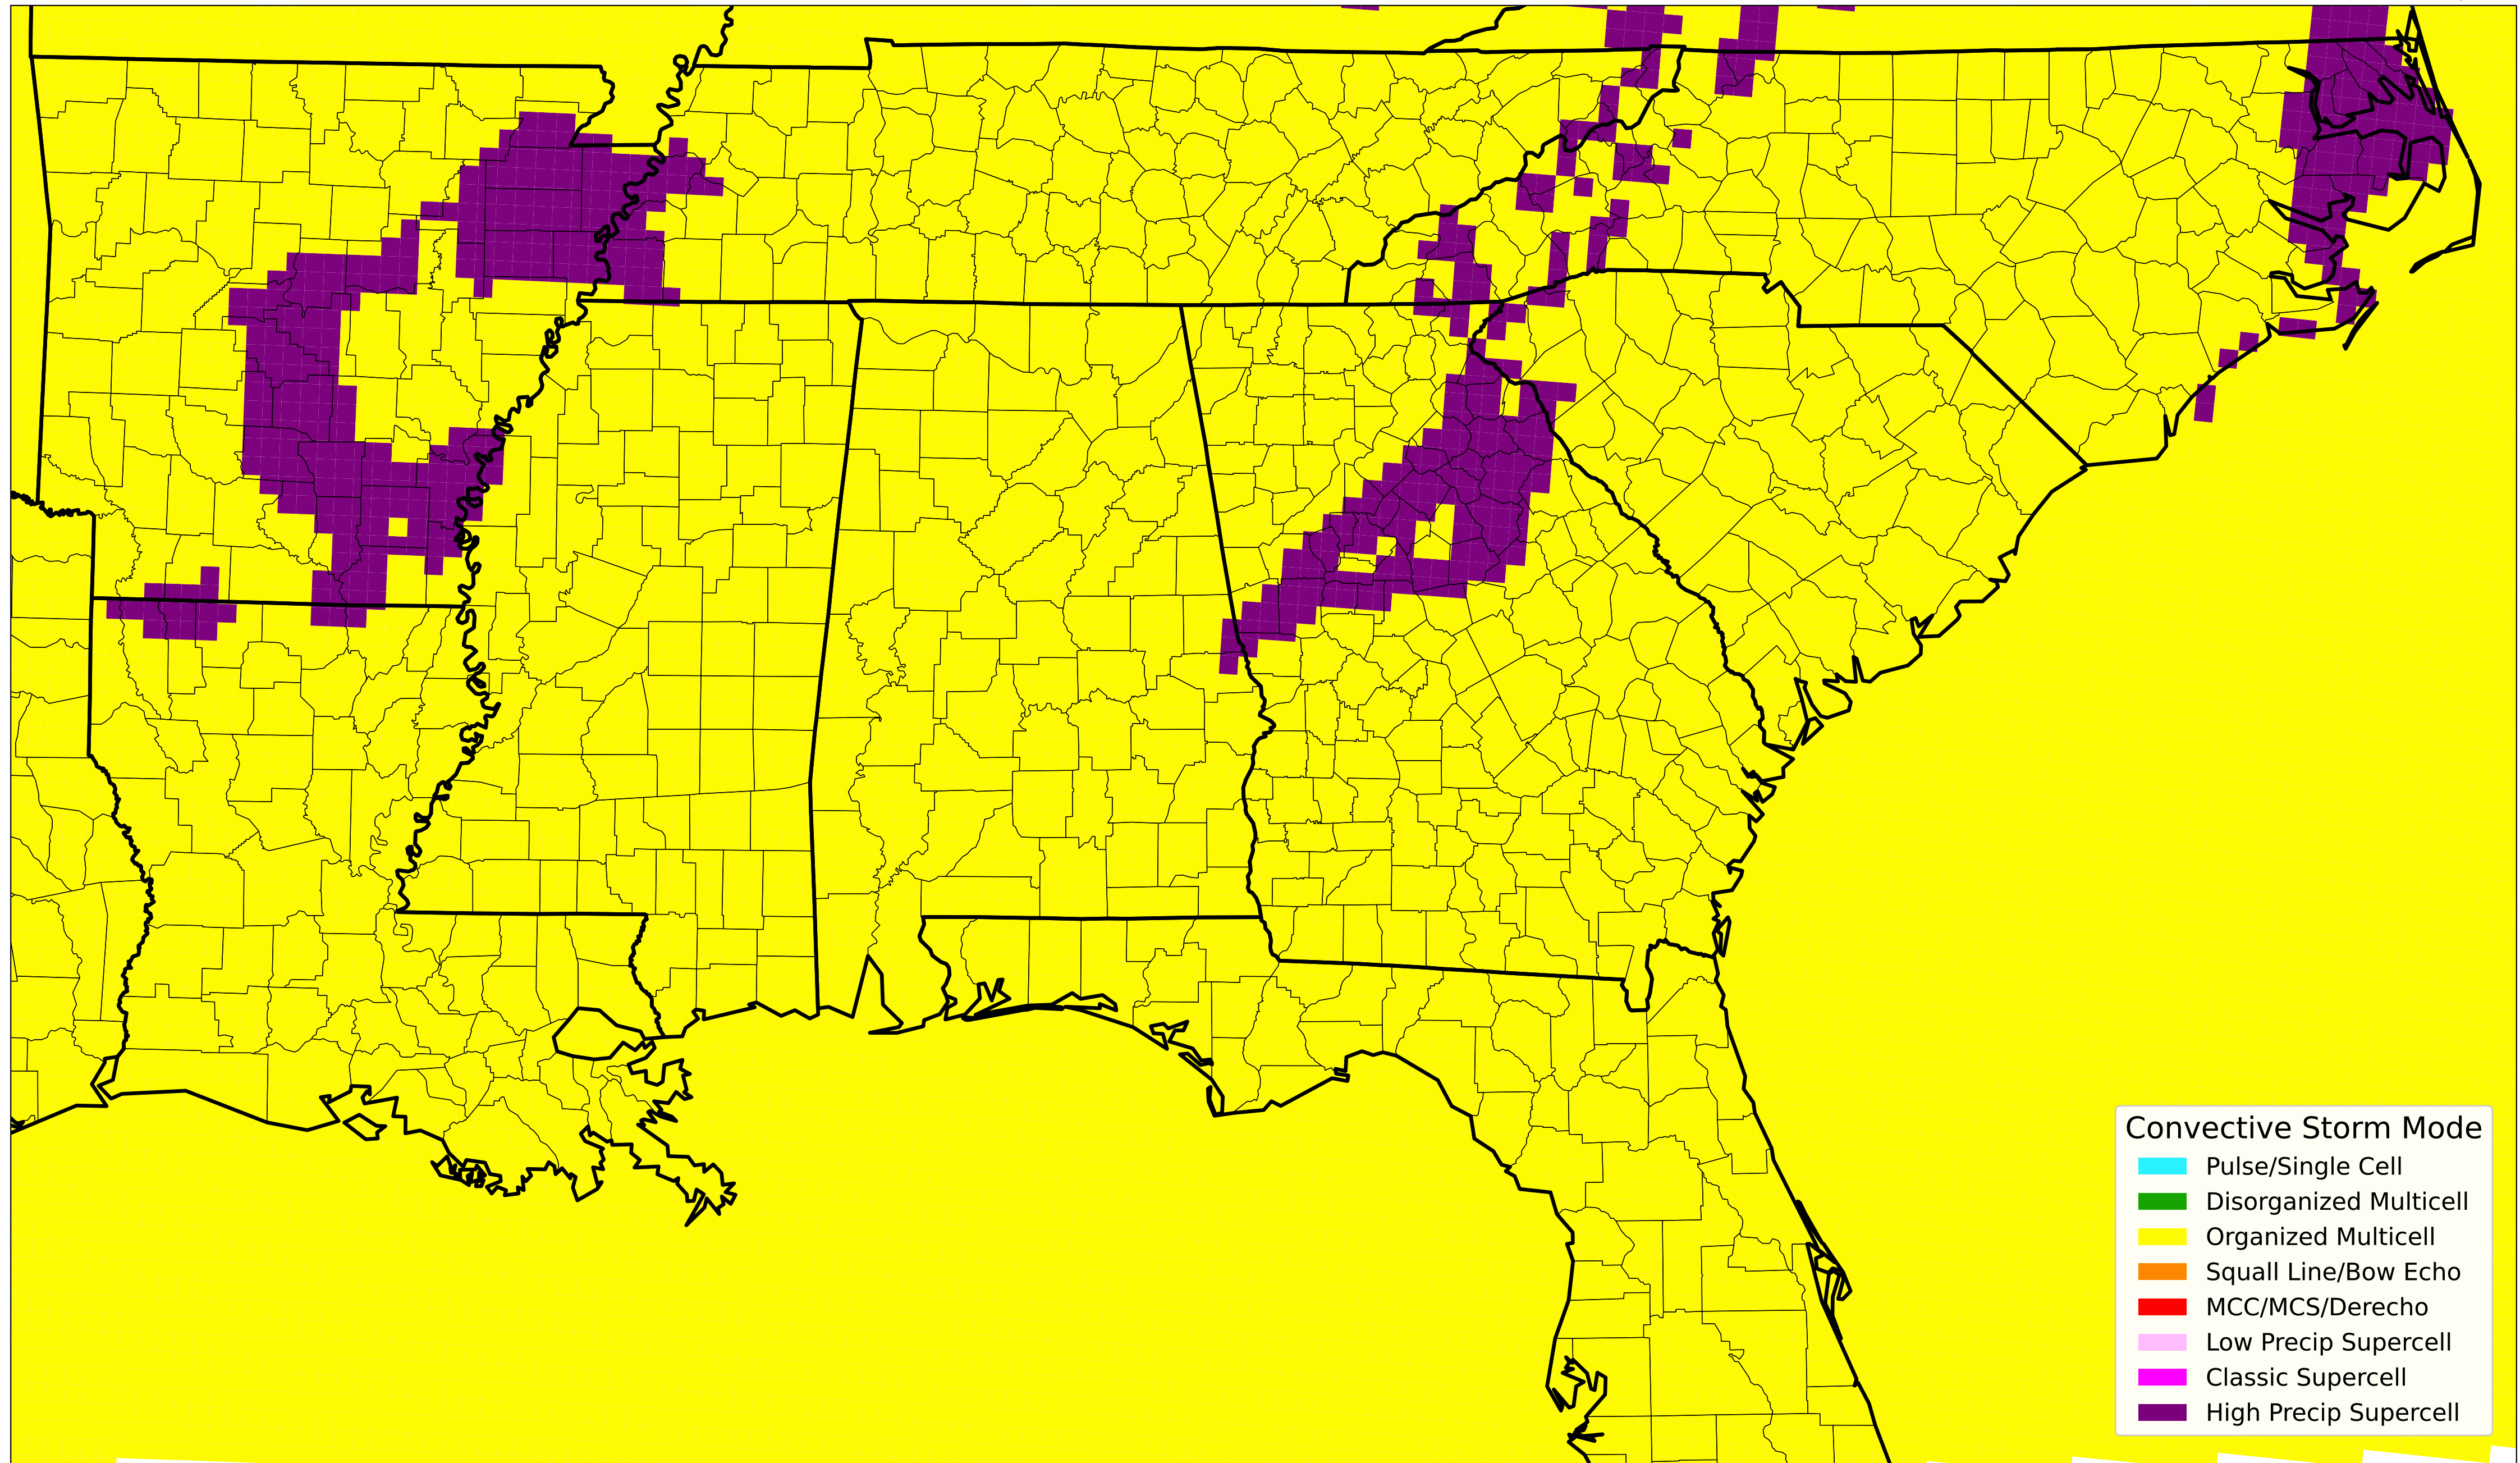 Convective Storm Mode
Pulse/Single Cell
Disorganized Multicell
Organized Multicell
Squall Line/Bow Echo
MCC/MCS/Derecho
Low Precip Supercell
Classic Supercell
High Precip Supercell